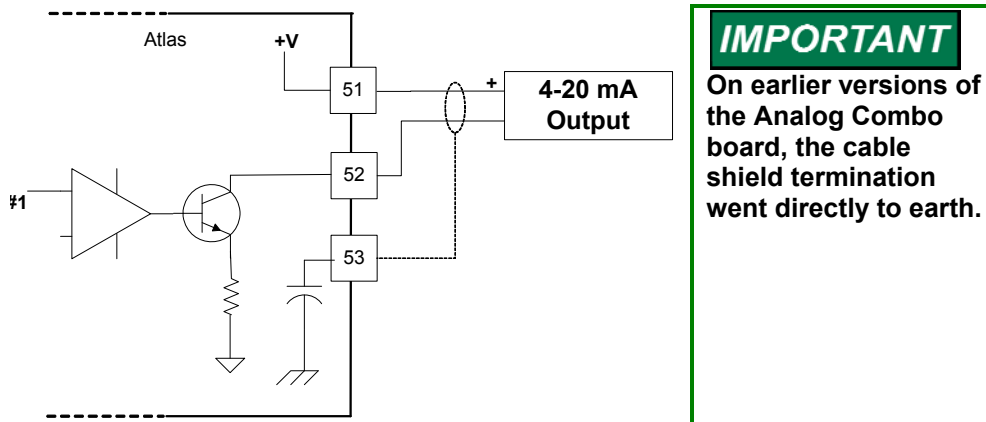 Atlas
+V
51
+
4-20 mA
Output
52
#1
53
IMPORTANT
On earlier versions of
the Analog Combo
board, the cable
shield termination
went directly to earth.